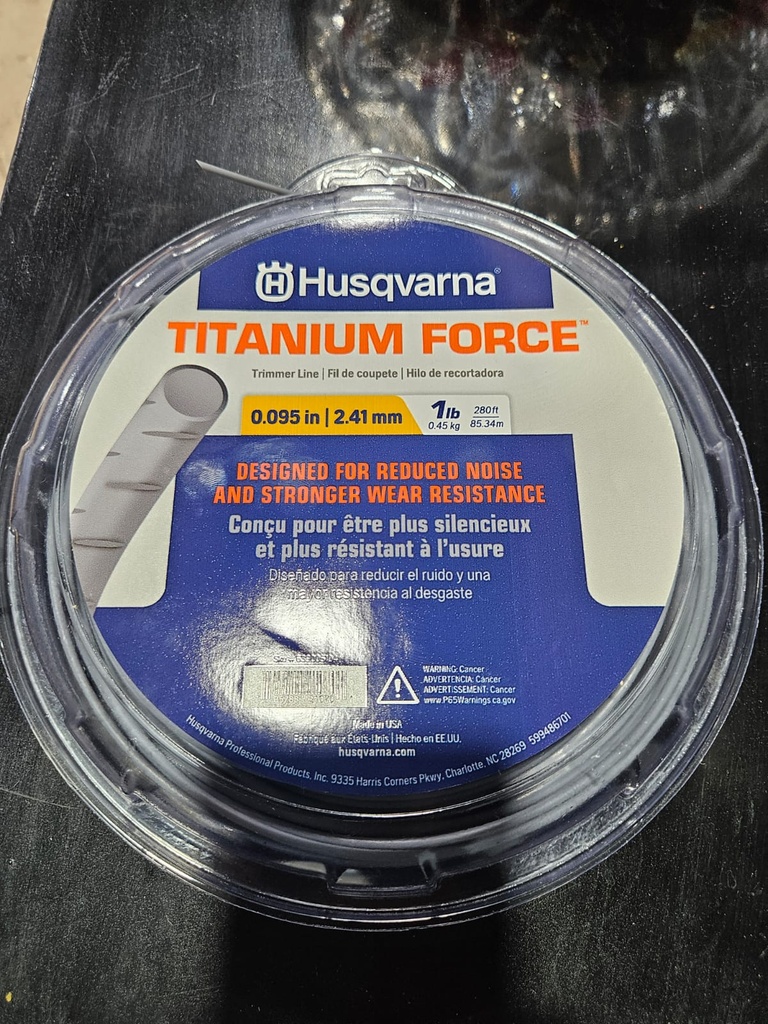 Husqvarna®
TITANIUM FORCE™
Trimmer Line | Fil de coupete | Hilo de recortadora
0.095 in | 2.41 mm
1lb
0.45 kg
280ft
85.34m
DESIGNED FOR REDUCED NOISE
AND STRONGER WEAR RESISTANCE
Conçu pour être plus silencieux
et plus résistant à l'usure
Diseñado para reducir el ruido y una
mayor resistencia al desgaste
WARNING: Cancer
ADVERTENCIA: Cáncer
ADVERTISSEMENT: Cancer
www.P65Warnings.ca.gov
Made in USA
Fabriqué aux États-Unis | Hecho en EE.UU.
husqvarna.com
Husqvarna Professional Products, Inc. 9335 Harris Corners Pkwy, Charlotte, NC 28269 599486701